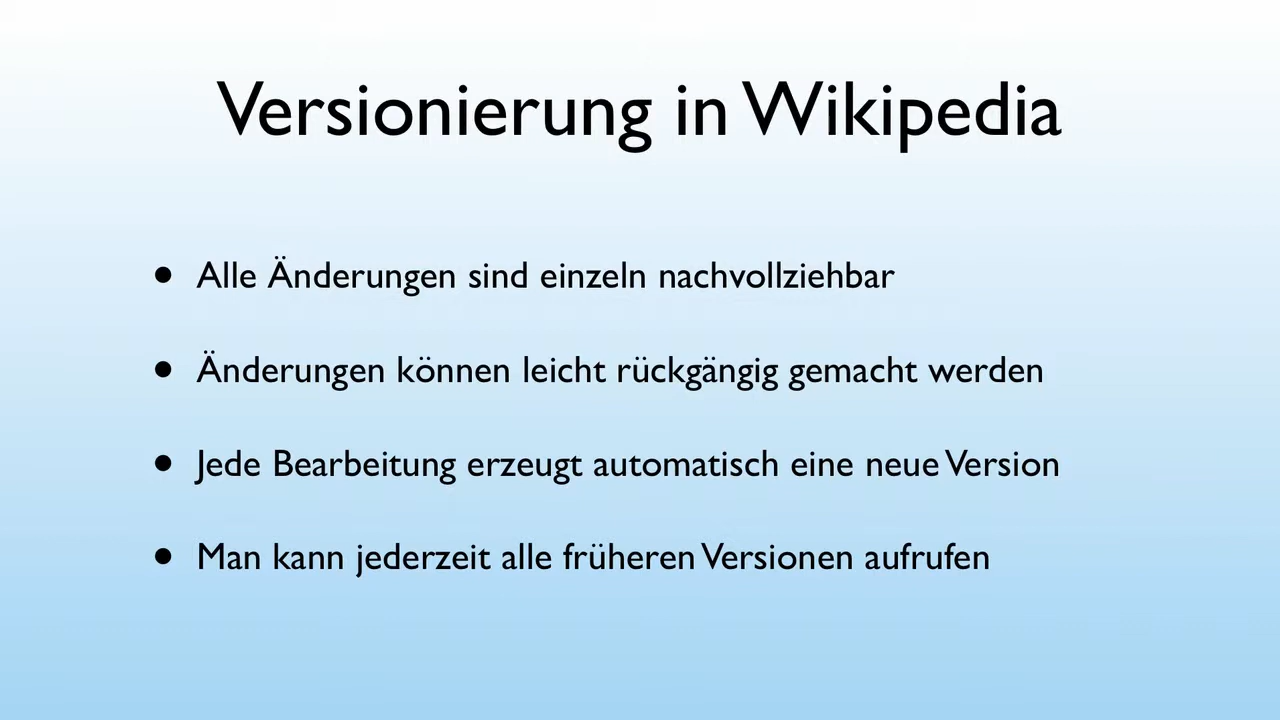 Versionierung in Wikipedia
• Alle Änderungen sind einzeln nachvollziehbar
• Änderungen können leicht rückgängig gemacht werden
• Jede Bearbeitung erzeugt automatisch eine neue Version
• Man kann jederzeit alle früheren Versionen aufrufen